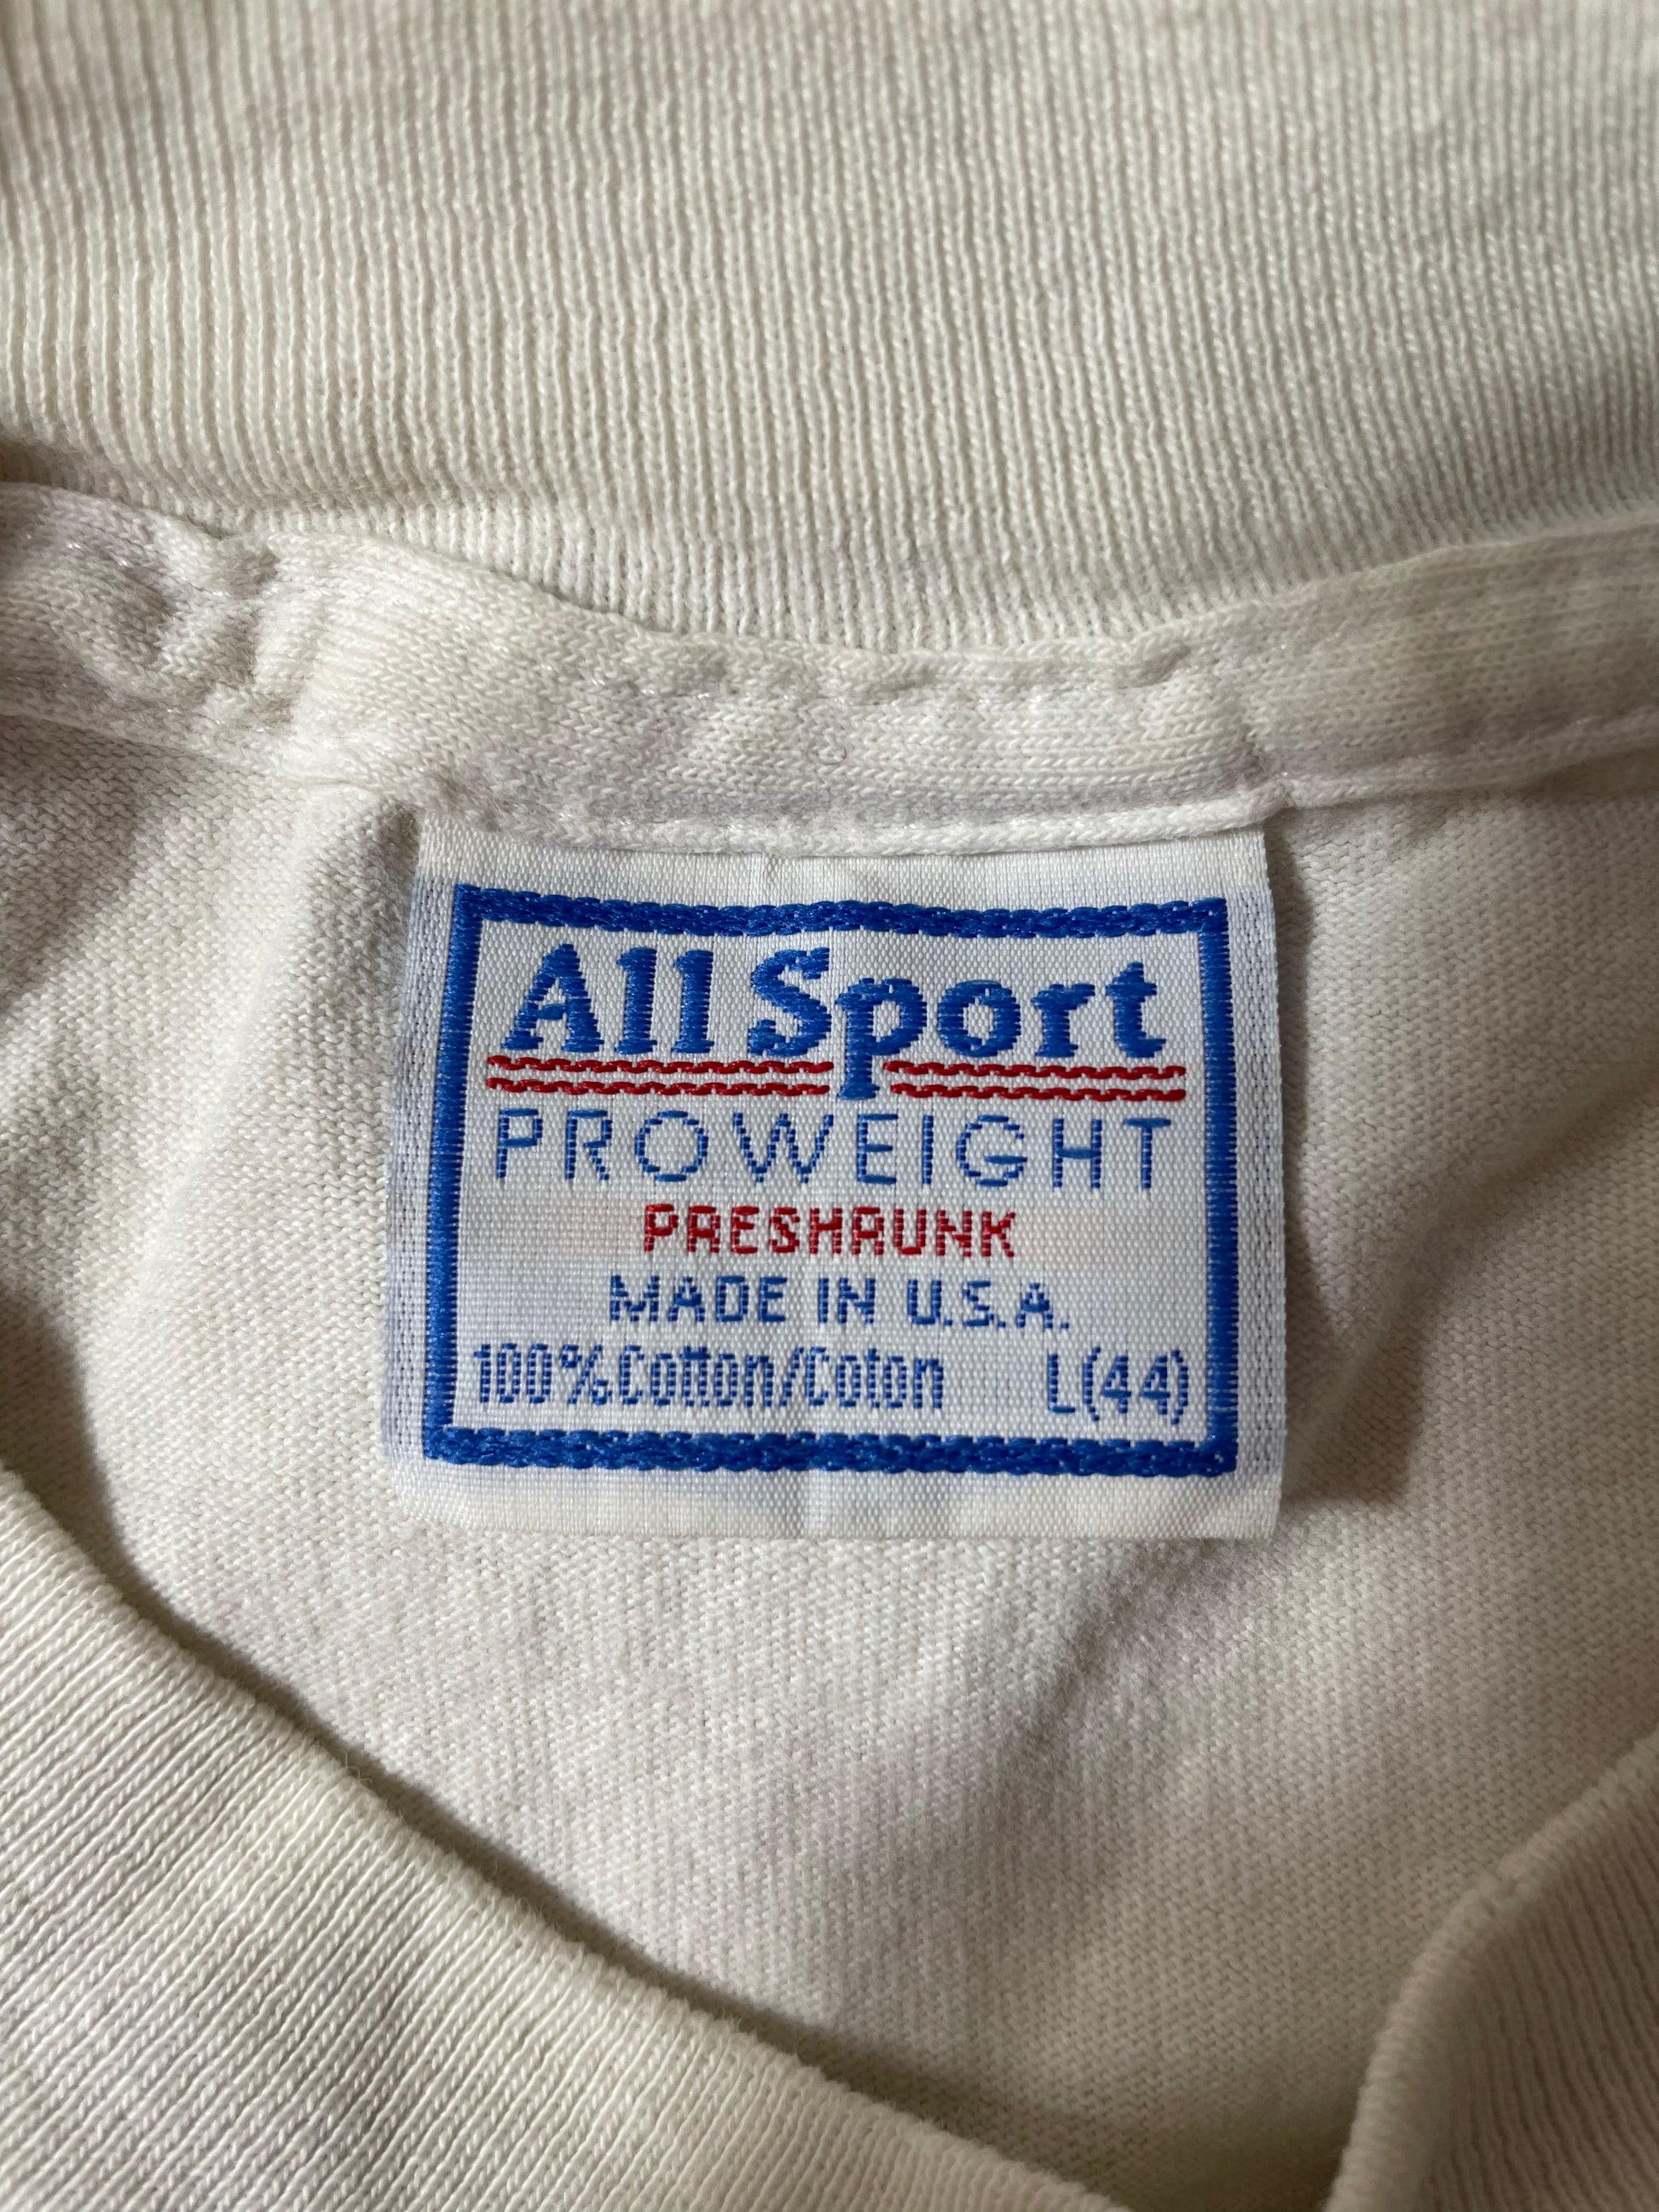 All Sport
PROWEIGHT
PRESHRUNK
MADE IN U.S.A.
100% Cotton/Coton L(44)